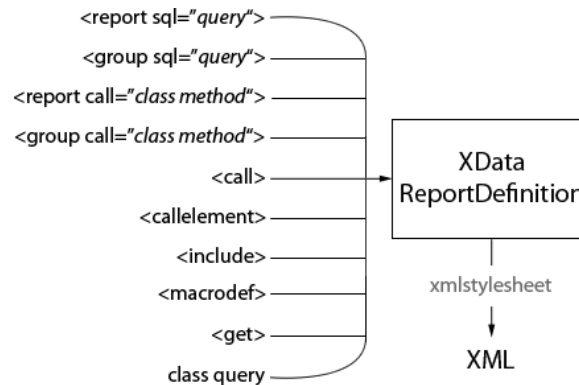 <report sql=”query“>
<group sql=”query“>
<report call=”class method“>
<group call=”class method“>
<call>
<callelement>
<include>
<macrodef>
<get>
class query
XData
ReportDefinition
xmlstylesheet
XML